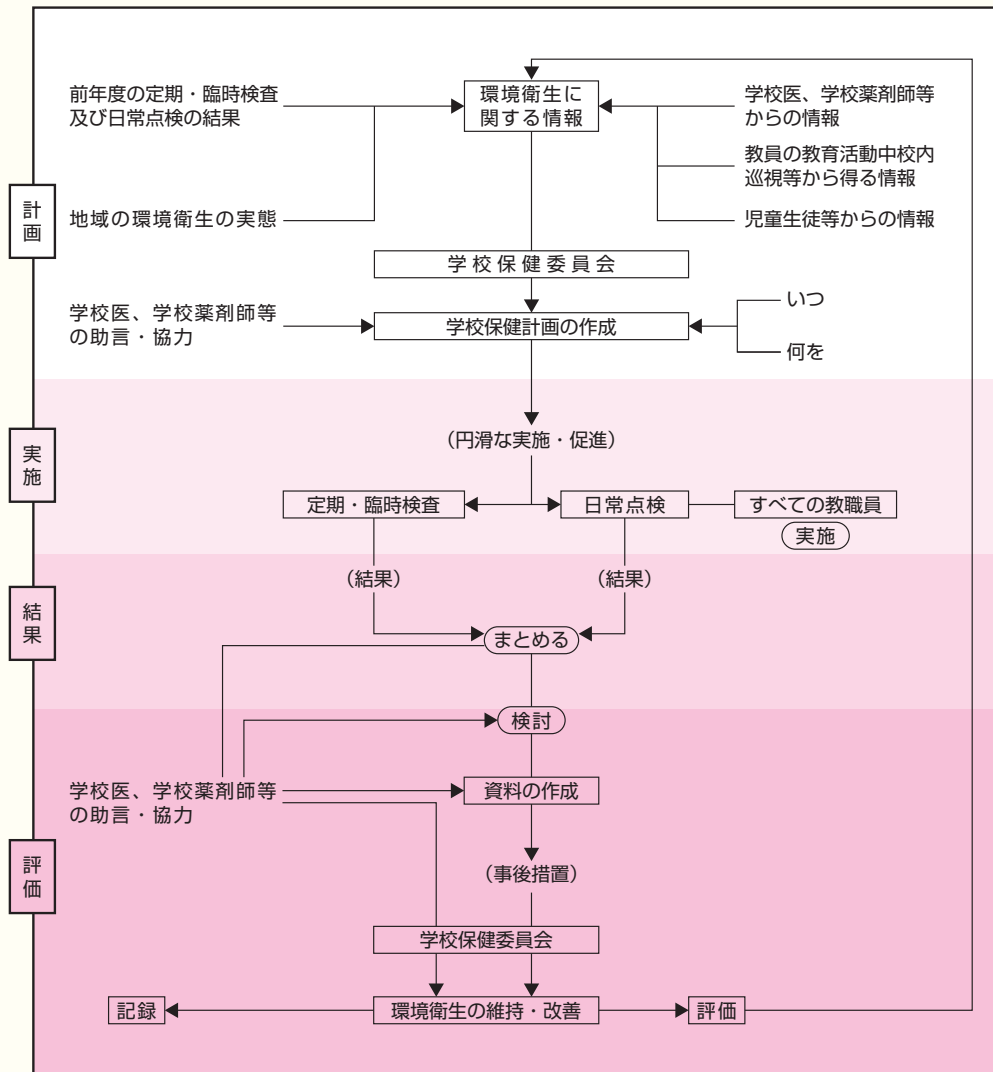 計画
前年度の定期・臨時検査
及び日常点検の結果
地域の環境衛生の実態
環境衛生に
関する情報
学校医、学校薬剤師等
からの情報
教員の教育活動中校内
巡視等から得る情報
児童生徒等からの情報
学校保健委員会
学校医、学校薬剤師等
の助言・協力
学校保健計画の作成
いつ
何を
実施
(円滑な実施・促進)
定期・臨時検査
日常点検
すべての教職員
実施
結果
(結果)
(結果)
まとめる
評価
検討
学校医、学校薬剤師等
の助言・協力
資料の作成
(事後措置)
学校保健委員会
記録
環境衛生の維持・改善
評価